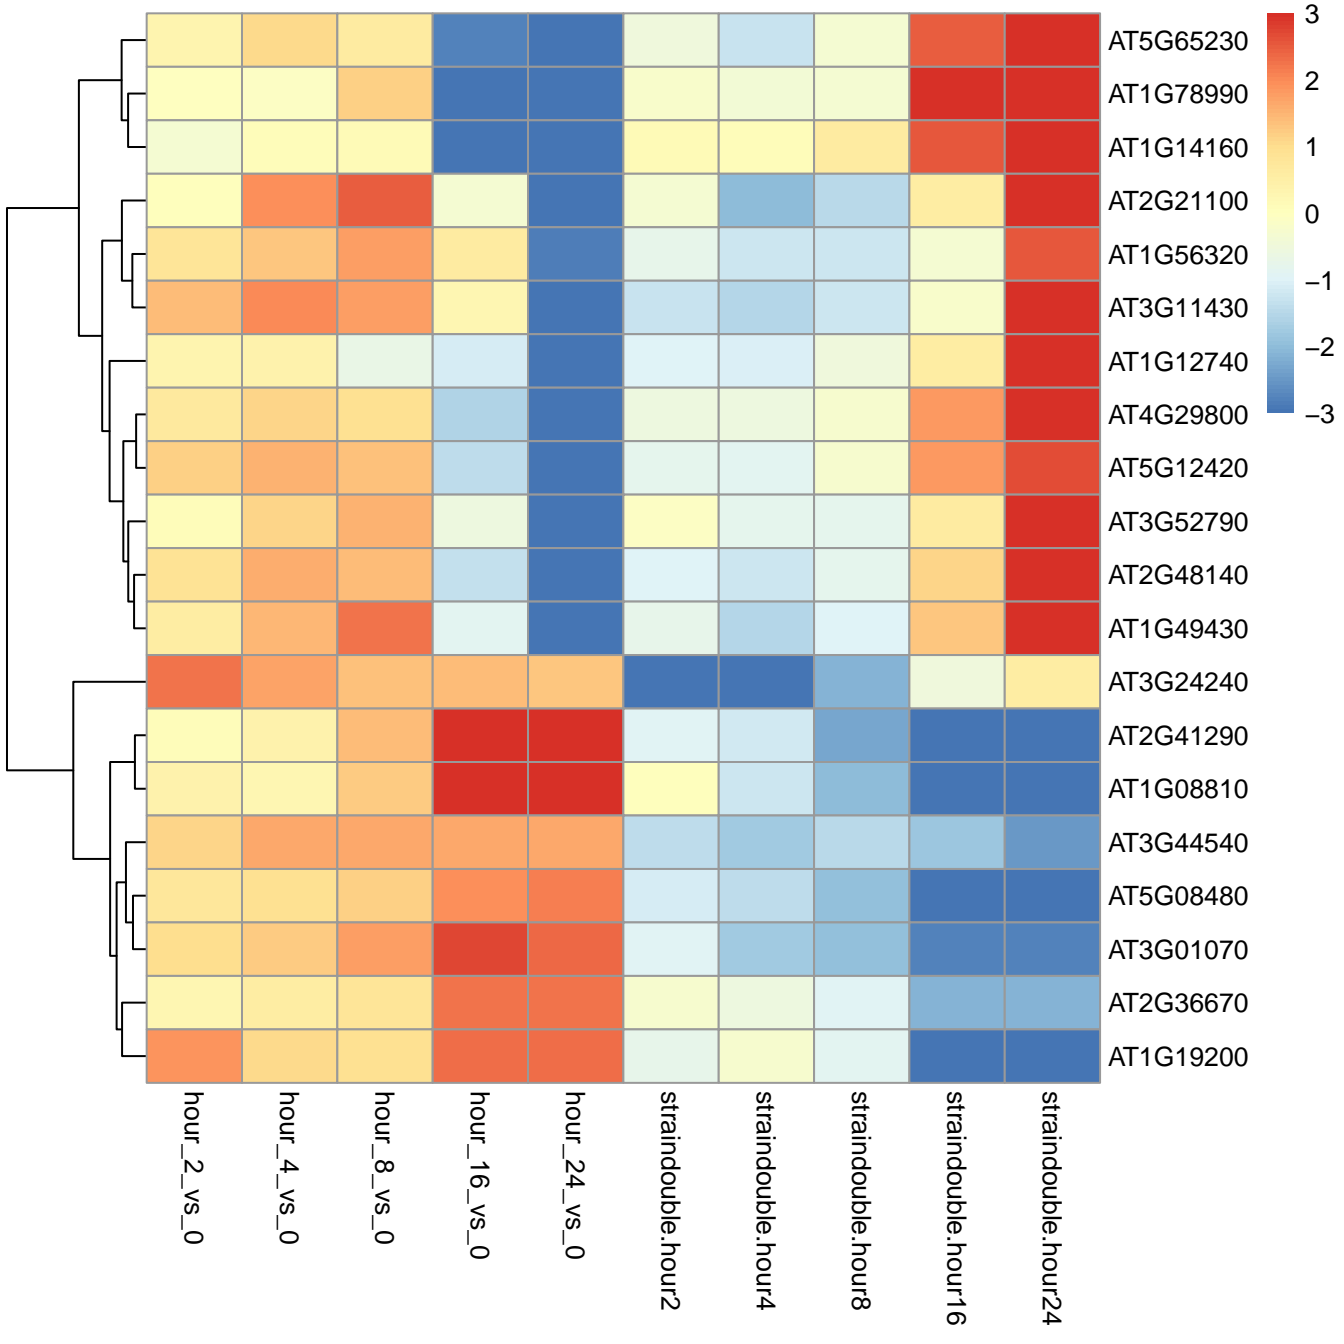 3
2
1
0
−1
−2
−3
AT5G65230
AT1G78990
AT1G14160
AT2G21100
AT1G56320
AT3G11430
AT1G12740
AT4G29800
AT5G12420
AT3G52790
AT2G48140
AT1G49430
AT3G24240
AT2G41290
AT1G08810
AT3G44540
AT5G08480
AT3G01070
AT2G36670
AT1G19200
hour_2_vs_0
hour_4_vs_0
hour_8_vs_0
hour_16_vs_0
hour_24_vs_0
straindouble.hour2
straindouble.hour4
straindouble.hour8
straindouble.hour16
straindouble.hour24